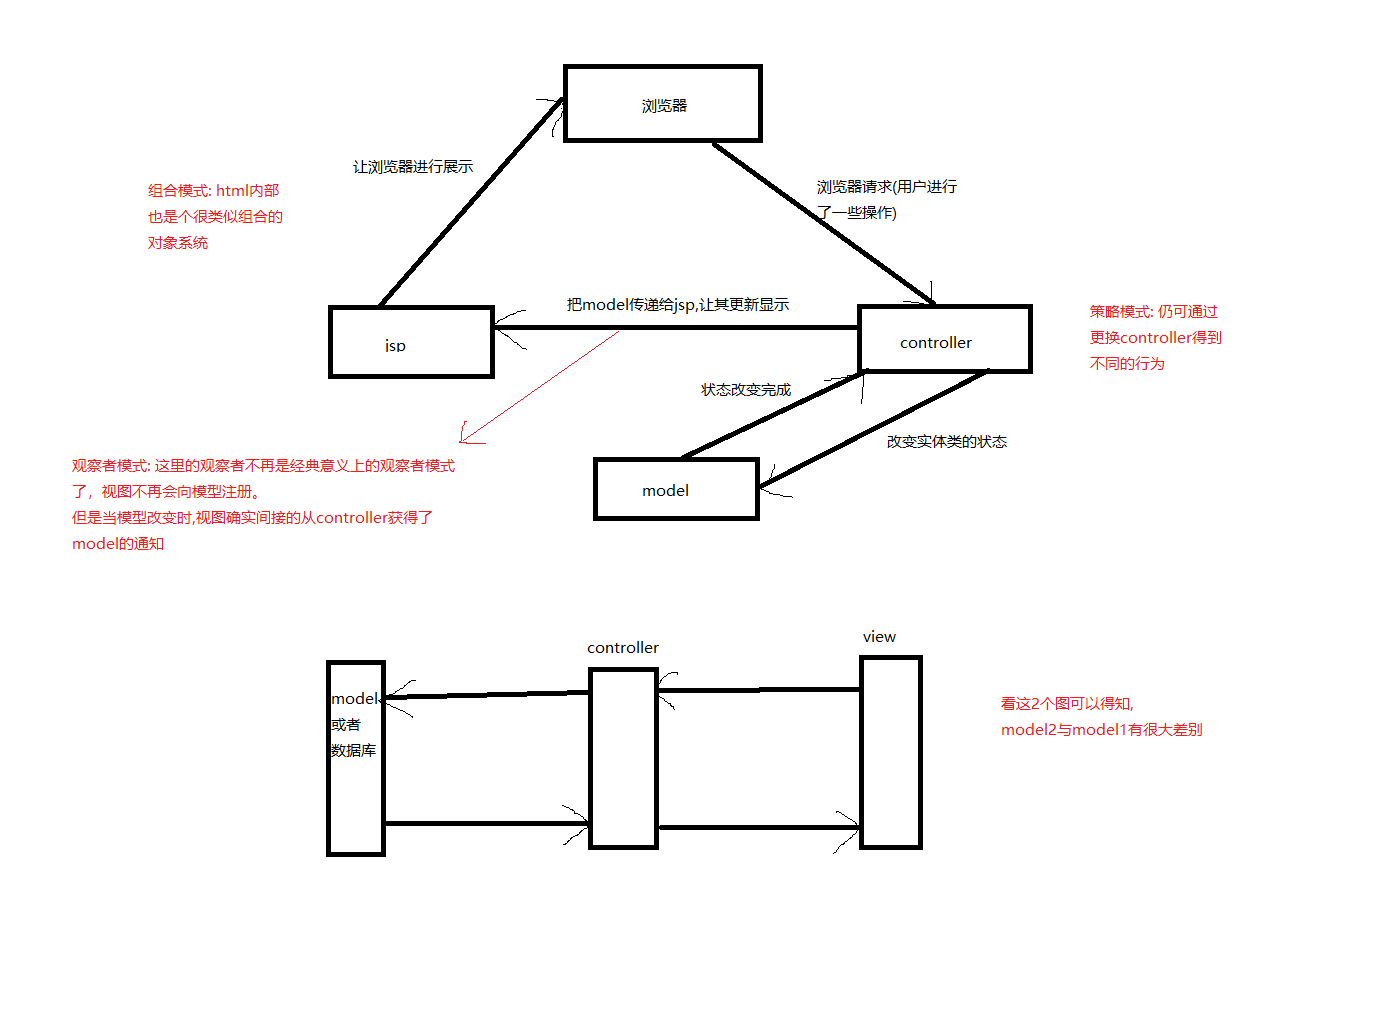 浏览器
让浏览器进行展示
组合模式: html内部
也是个很类似组合的
对象系统
浏览器请求(用户进行
了一些操作)
把model传递给jsp,让其更新显示
jsp
controller
策略模式: 仍可通过
更换controller得到
不同的行为
状态改变完成
改变实体类的状态
model
观察者模式: 这里的观察者不再是经典意义上的观察者模式
了，视图不再会向模型注册。
但是当模型改变时,视图确实间接的从controller获得了
model的通知
controller
view
model
或者
数据库
看这2个图可以得知,
model2与model1有很大差别